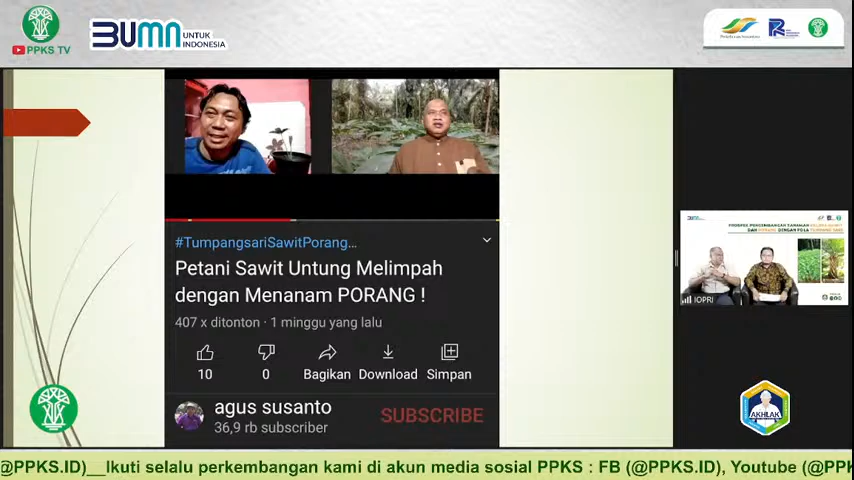 PPKS TV
BUMN UNTUK
INDONESIA
#TumpangsariSawitPorang...
Petani Sawit Untung Melimpah
dengan Menanam PORANG !
407 x ditonton · 1 minggu yang lalu
10 0 Bagikan Download Simpan
agus susanto SUBSCRIBE
36,9 rb subscriber
IOPRI
AKHLAK
@PPKS.ID)__Ikuti selalu perkembangan kami di akun media sosial PPKS : FB (@PPKS.ID), Youtube (@PPK